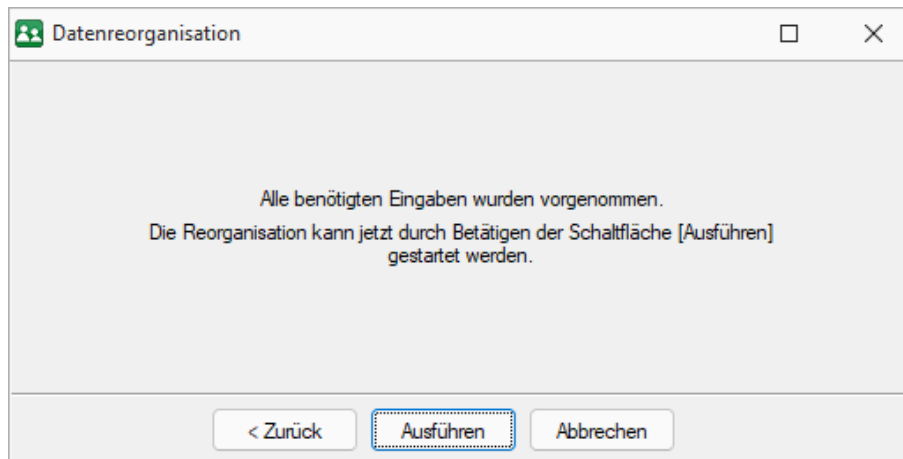 Datenreorganisation
Alle benötigten Eingaben wurden vorgenommen.
Die Reorganisation kann jetzt durch Betätigen der Schaltfläche [Ausführen]
gestartet werden.
< Zurück
Ausführen
Abbrechen